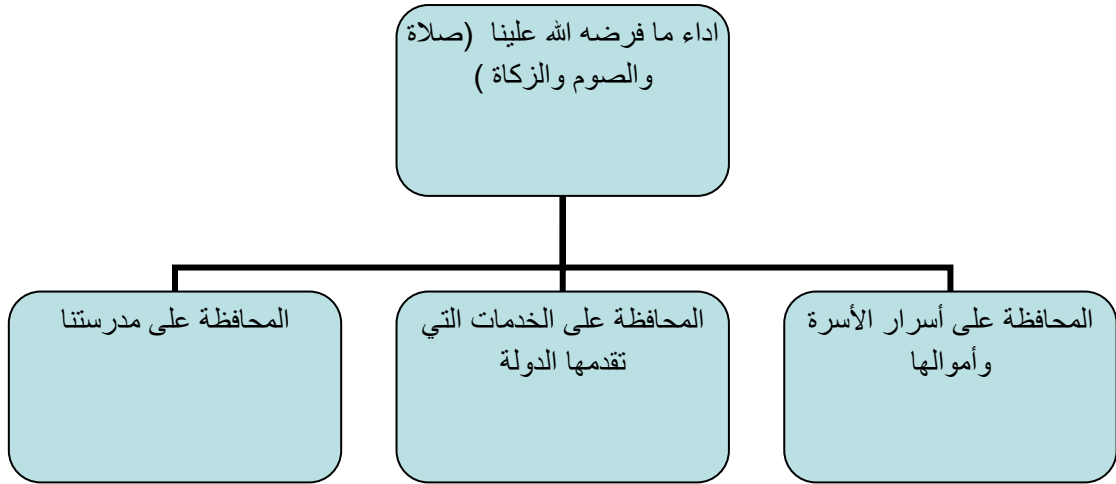 اداء ما فرضه الله علينا (صلاة
والصوم والزكاة )
المحافظة على أسرار الأسرة
وأموالها
المحافظة على الخدمات التي
تقدمها الدولة
المحافظة على مدرستنا